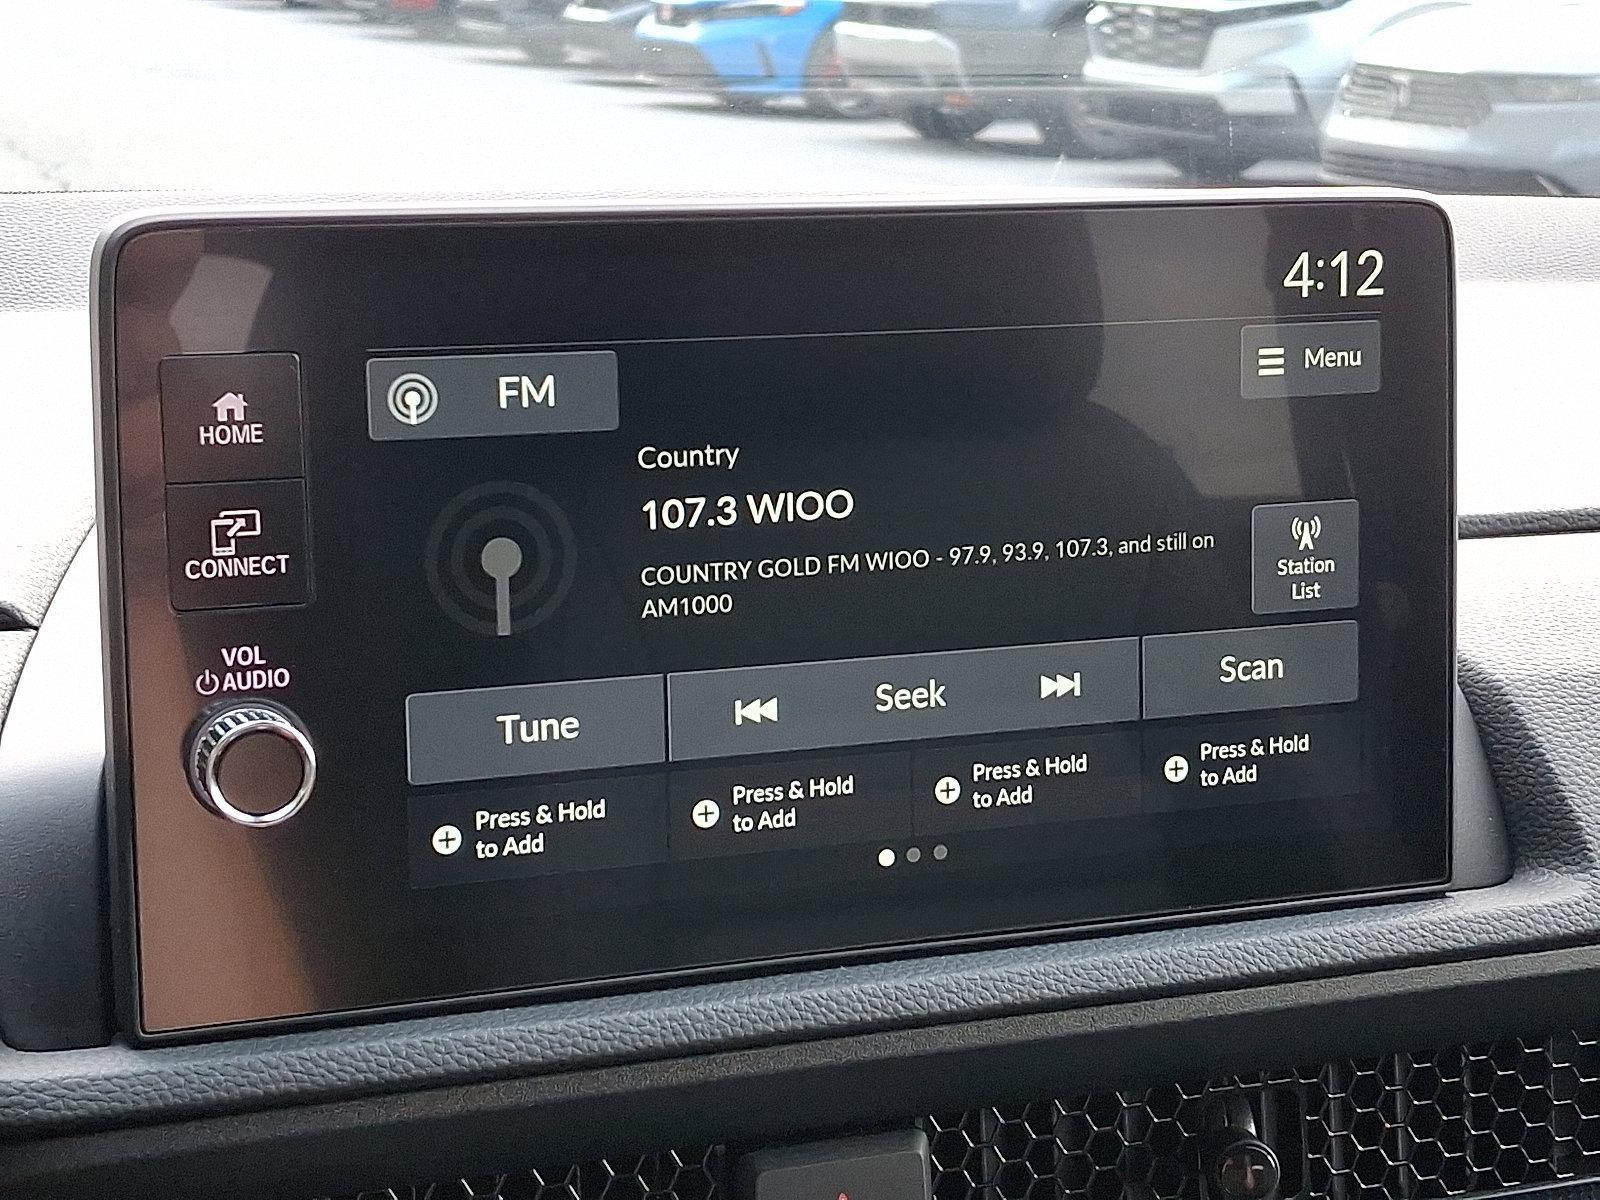 4:12
Menu
FM
HOME
Country
107.3 WIOO
CONNECT
COUNTRY GOLD FM WIOO - 97.9, 93.9, 107.3, and still on
AM1000
Station
List
VOL
AUDIO
Tune
Seek
Scan
Press & Hold
to Add
Press & Hold
to Add
Press & Hold
to Add
Press & Hold
to Add